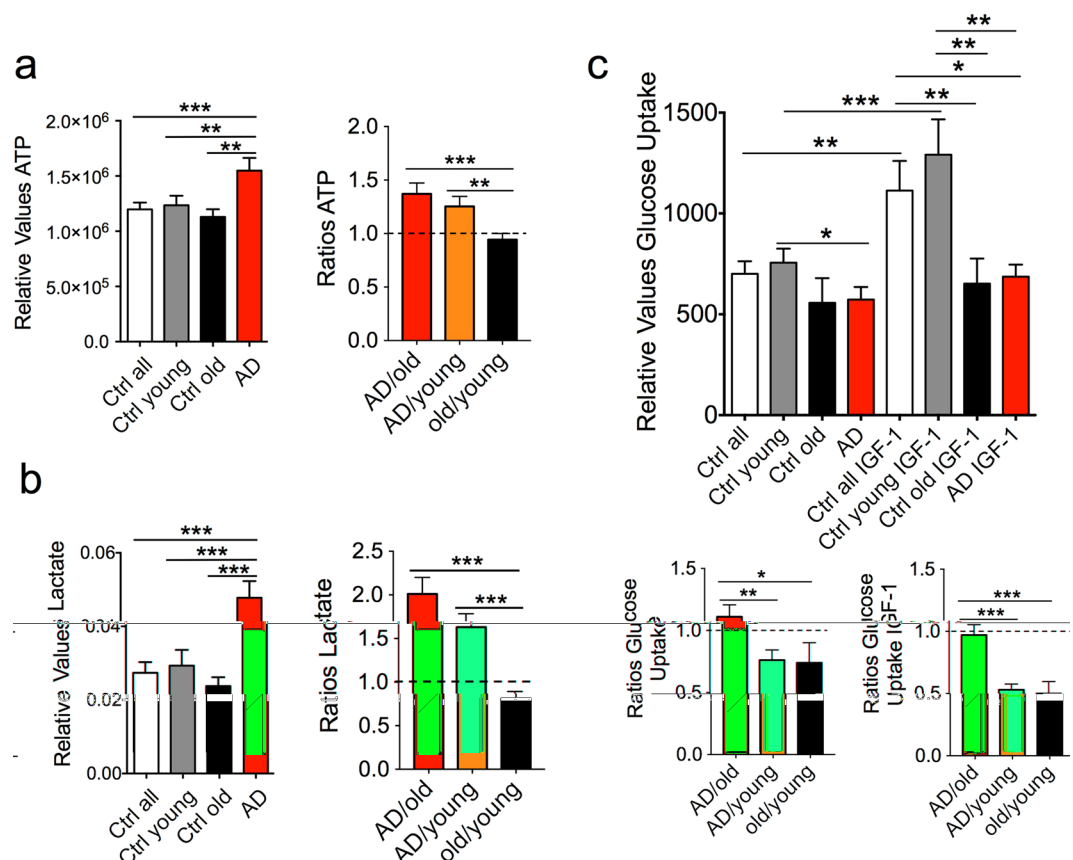 a
Relative Values ATP
2.0×10⁶
1.5×10⁶
1.0×10⁶
5.0×10⁵
0.0
***
**
**
Ctrl all
Ctrl young
Ctrl old
AD
Ratios ATP
2.0
1.5
1.0
0.5
0.0
***
**
AD/old
AD/young
old/young
c
Relative Values Glucose Uptake
1500
1000
500
0
**
**
*
***
**
**
*
Ctrl all
Ctrl young
Ctrl old
AD
Ctrl all IGF-1
Ctrl young IGF-1
Ctrl old IGF-1
AD IGF-1
b
Relative Values Lactate
0.06
0.04
0.02
0.00
***
***
***
Ctrl all
Ctrl young
Ctrl old
AD
Ratios Lactate
2.5
2.0
1.5
1.0
0.5
0.0
***
***
AD/old
AD/young
old/young
Ratios Glucose
Uptake
1.5
1.0
0.5
0.0
*
**
AD/old
AD/young
old/young
Ratios Glucose
Uptake IGF-1
1.5
1.0
0.5
0.0
***
***
AD/old
AD/young
old/young